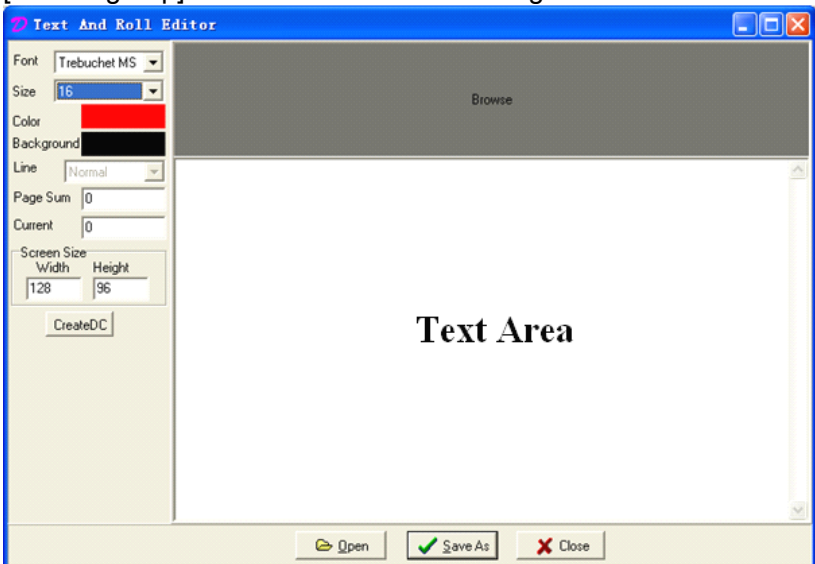 Text And Roll Editor
Font Trebuchet MS
Size 16
Color
Background
Line Normal
Page Sum 0
Current 0
Screen Size
Width Height
128 96
CreateDC
Browse
Text Area
Open Save As Close